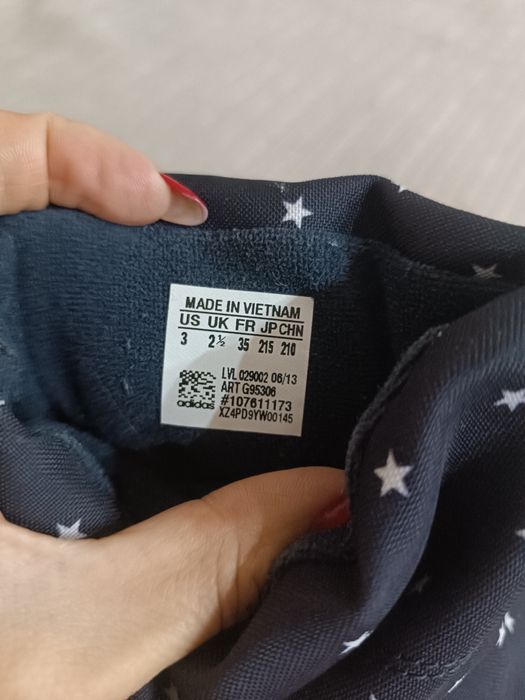 MADE IN VIETNAM
US UK FR JP CHN
3 2½ 35 215 210
LVL 029002 06/13
ART G95306
#107611173
adidas
XZ4PD9YW00145